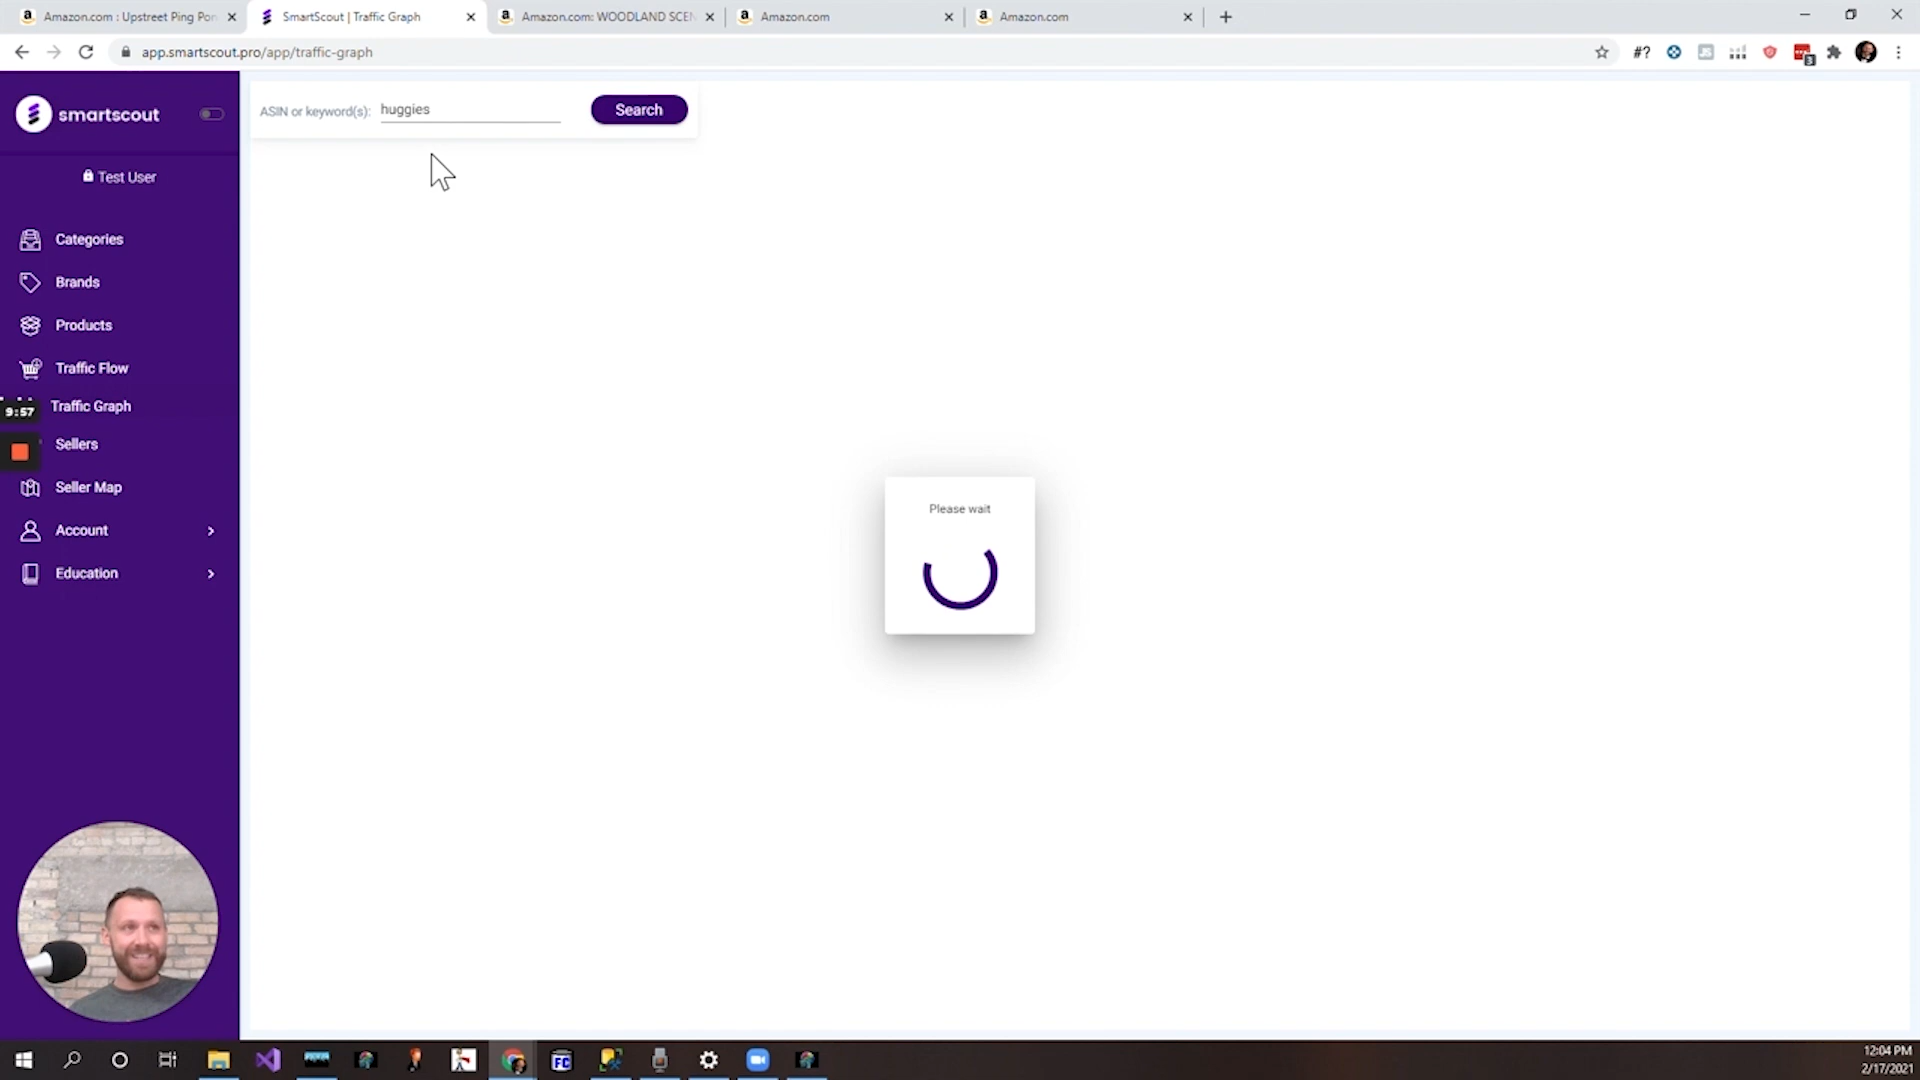 Amazon.com : Upstreet Ping Pon
SmartScout | Traffic Graph
Amazon.com: WOODLAND SCEN
Amazon.com
Amazon.com
app.smartscout.pro/app/traffic-graph
#?
3
smartscout
ASIN or keyword(s):
huggies
Search
Test User
Categories
Brands
Products
Traffic Flow
Traffic Graph
9:57
Sellers
Seller Map
Account
Education
Please wait
FC
12:04 PM
2/17/2021